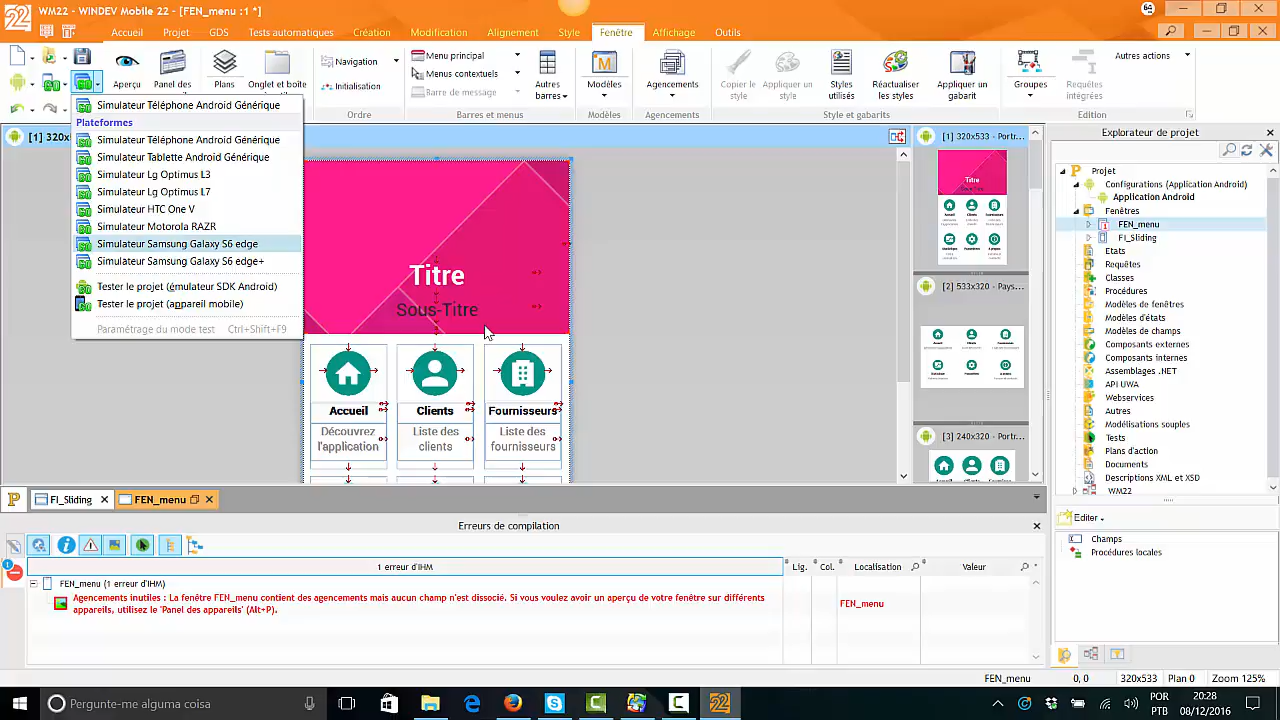 WM22 - WINDEV Mobile 22 - [FEN_menu :1 *]
64
Accueil
Projet
GDS
Tests automatiques
Création
Modification
Alignement
Style
Fenêtre
Affichage
Outils
Aperçu
Panel des
Plans
Onglet et boite
Navigation
Initialisation
Ordre
Menu principal
Menus contextuels
Barre de message
Autres
barres
Barres et menus
Modèles
Modèles
Agencements
Agencements
Copier le
style
Appliquer
un style
Styles
utilisés
Réactualiser
les styles
Appliquer un
gabarit
Style et gabarits
Groupes
Requêtes
intégrées
Autres actions
Edition
Simulateur Téléphone Android Générique
Plateformes
Simulateur Téléphone Android Générique
Simulateur Tablette Android Générique
Simulateur Lg Optimus L3
Simulateur Lg Optimus L7
Simulateur HTC One V
Simulateur Motorola RAZR
Simulateur Samsung Galaxy S6 edge
Simulateur Samsung Galaxy S6 edge+
Tester le projet (émulateur SDK Android)
Tester le projet (appareil mobile)
Paramétrage du mode test Ctrl+Shift+F9
[1] 320x
Titre
Sous-Titre
Accueil
Découvrez
l'application
Clients
Liste des
clients
Fournisseurs
Liste des
fournisseurs
[1] 320x533 - Portr...
Titre
[2] 533x320 - Pays...
[3] 240x320 - Portr...
Explorateur de projet
Projet
Configurations (Application Android)
Application Android
Fenêtres
FEN_menu
FI_Sliding
Etats
Requêtes
Classes
Procédures
Modèles de fenêtres
Modèles d'états
Modèles de champs
Composants externes
Composants internes
Assemblages .NET
API UWA
Webservices
Autres
Modélisations souples
Tests
Plans d'action
Documents
Descriptions XML et XSD
WM22
Editer
Champs
Procédures locales
FI_Sliding
FEN_menu
Erreurs de compilation
1 erreur d'IHM
Lig.
Col.
Localisation
Valeur
FEN_menu (1 erreur d'IHM)
Agencements inutiles : La fenêtre FEN_menu contient des agencements mais aucun champ n'est dissocié. Si vous voulez avoir un aperçu de votre fenêtre sur différents
appareils, utilisez le 'Panel des appareils' (Alt+P).
FEN_menu
FEN_menu
0, 0
320x533
Plan 0
Zoom 125%
Pergunte-me alguma coisa
POR
PTB
20:28
08/12/2016